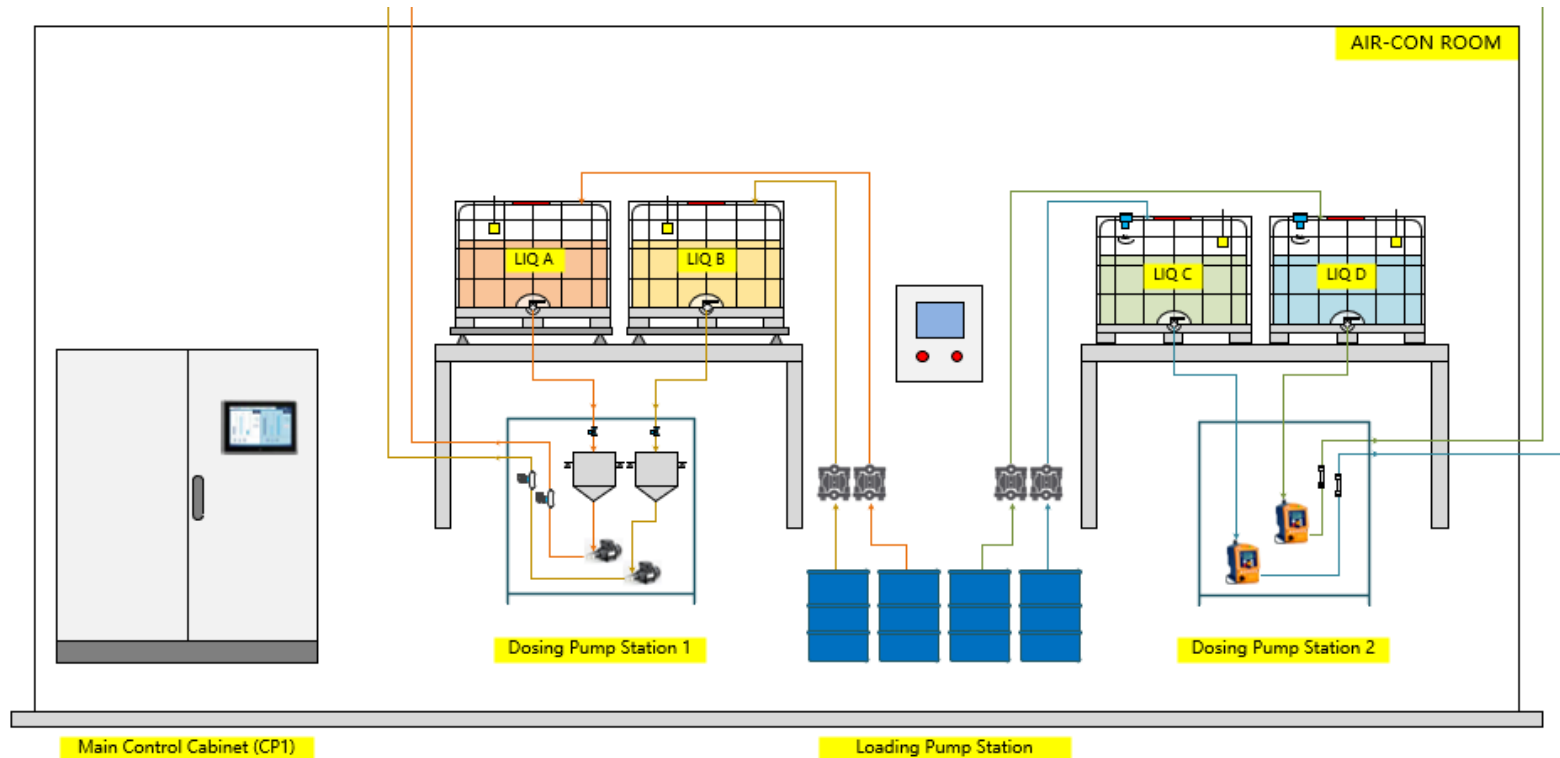 AIR-CON ROOM
LIQ A
LIQ B
LIQ C
LIQ D
Dosing Pump Station 1
Dosing Pump Station 2
Main Control Cabinet (CP1)
Loading Pump Station